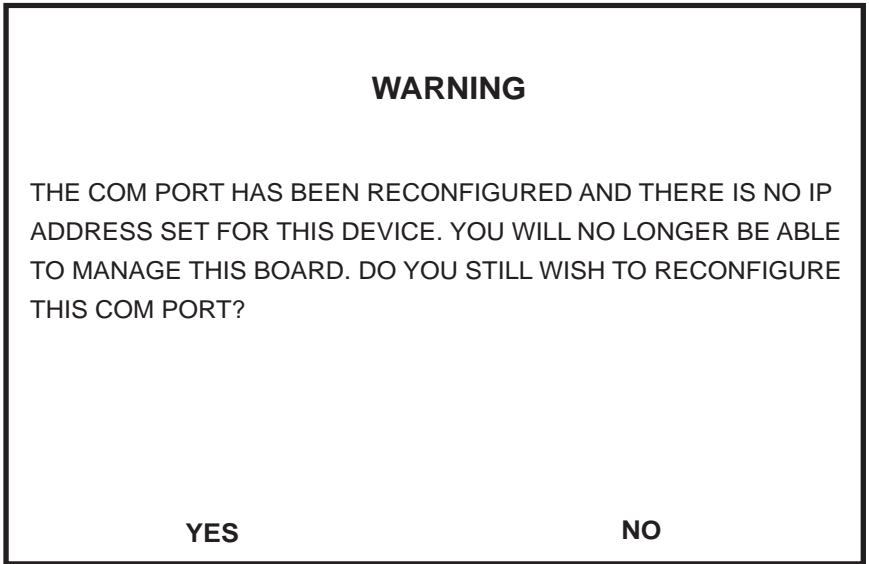 WARNING
THE COM PORT HAS BEEN RECONFIGURED AND THERE IS NO IP
ADDRESS SET FOR THIS DEVICE. YOU WILL NO LONGER BE ABLE
TO MANAGE THIS BOARD. DO YOU STILL WISH TO RECONFIGURE
THIS COM PORT?
YES NO